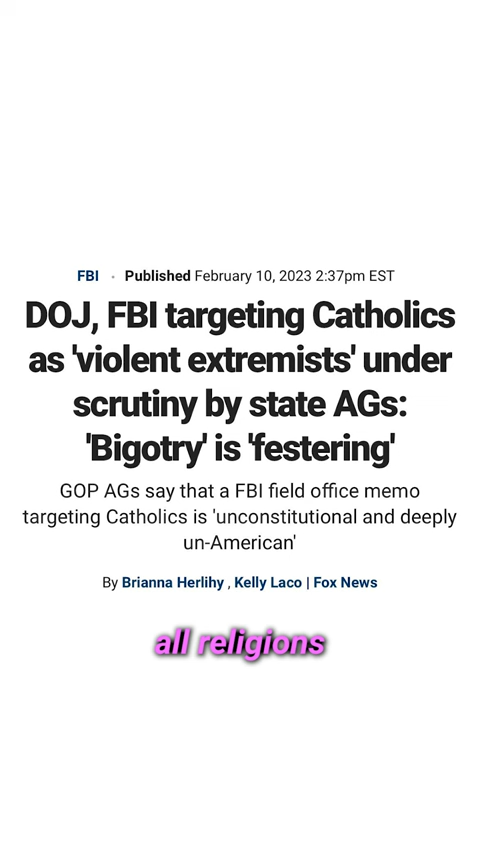 FBI • Published February 10, 2023 2:37pm EST
DOJ, FBI targeting Catholics
as 'violent extremists' under
scrutiny by state AGs:
'Bigotry' is 'festering'
GOP AGs say that a FBI field office memo
targeting Catholics is 'unconstitutional and deeply
un-American'
By Brianna Herlihy , Kelly Laco | Fox News
all religions